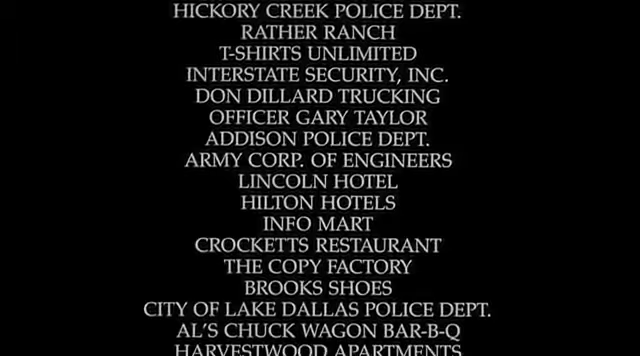 HICKORY CREEK POLICE DEPT.
RATHER RANCH
T-SHIRTS UNLIMITED
INTERSTATE SECURITY, INC.
DON DILLARD TRUCKING
OFFICER GARY TAYLOR
ADDISON POLICE DEPT.
ARMY CORP. OF ENGINEERS
LINCOLN HOTEL
HILTON HOTELS
INFO MART
CROCKETTS RESTAURANT
THE COPY FACTORY
BROOKS SHOES
CITY OF LAKE DALLAS POLICE DEPT.
AL'S CHUCK WAGON BAR-B-Q
HARVESTWOOD APARTMENTS